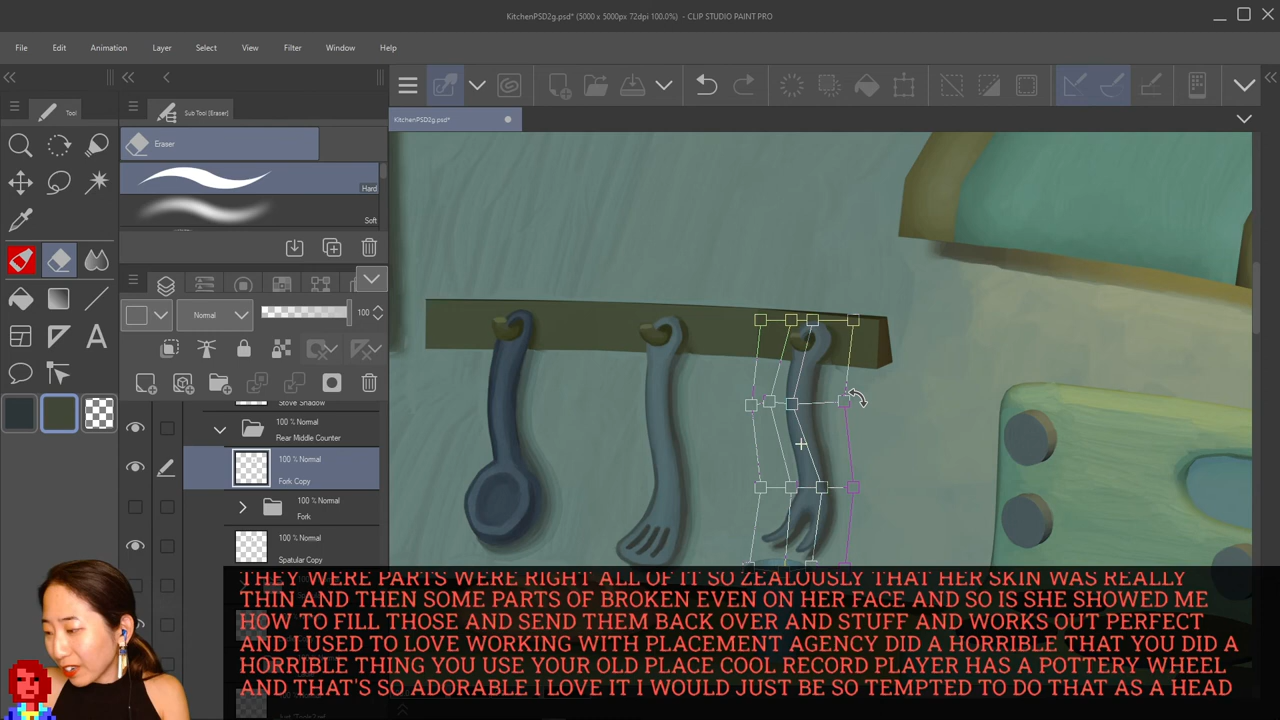 KitchenPSD2g.psd* (5000 x 5000px 72dpi 100.0%) - CLIP STUDIO PAINT PRO
File Edit Animation Layer Select View Filter Window Help
Tool
Sub Tool [Eraser]
KitchenPSD2g.psd*
Eraser
Hard
Soft
Normal
100
A
Stove Shadow
100 % Normal
Rear Middle Counter
100 % Normal
Fork Copy
100 % Normal
Fork
100 % Normal
Spatular Copy
THEY WERE PARTS WERE RIGHT ALL OF IT SO ZEALOUSLY THAT HER SKIN WAS REALLY
THIN AND THEN SOME PARTS OF BROKEN EVEN ON HER FACE AND SO IS SHE SHOWED ME
HOW TO FILL THOSE AND SEND THEM BACK OVER AND STUFF AND WORKS OUT PERFECT
AND I USED TO LOVE WORKING WITH PLACEMENT AGENCY DID A HORRIBLE THAT YOU DID A
HORRIBLE THING YOU USE YOUR OLD PLACE COOL RECORD PLAYER HAS A POTTERY WHEEL
AND THAT'S SO ADORABLE I LOVE IT I WOULD JUST BE SO TEMPTED TO DO THAT AS A HEAD